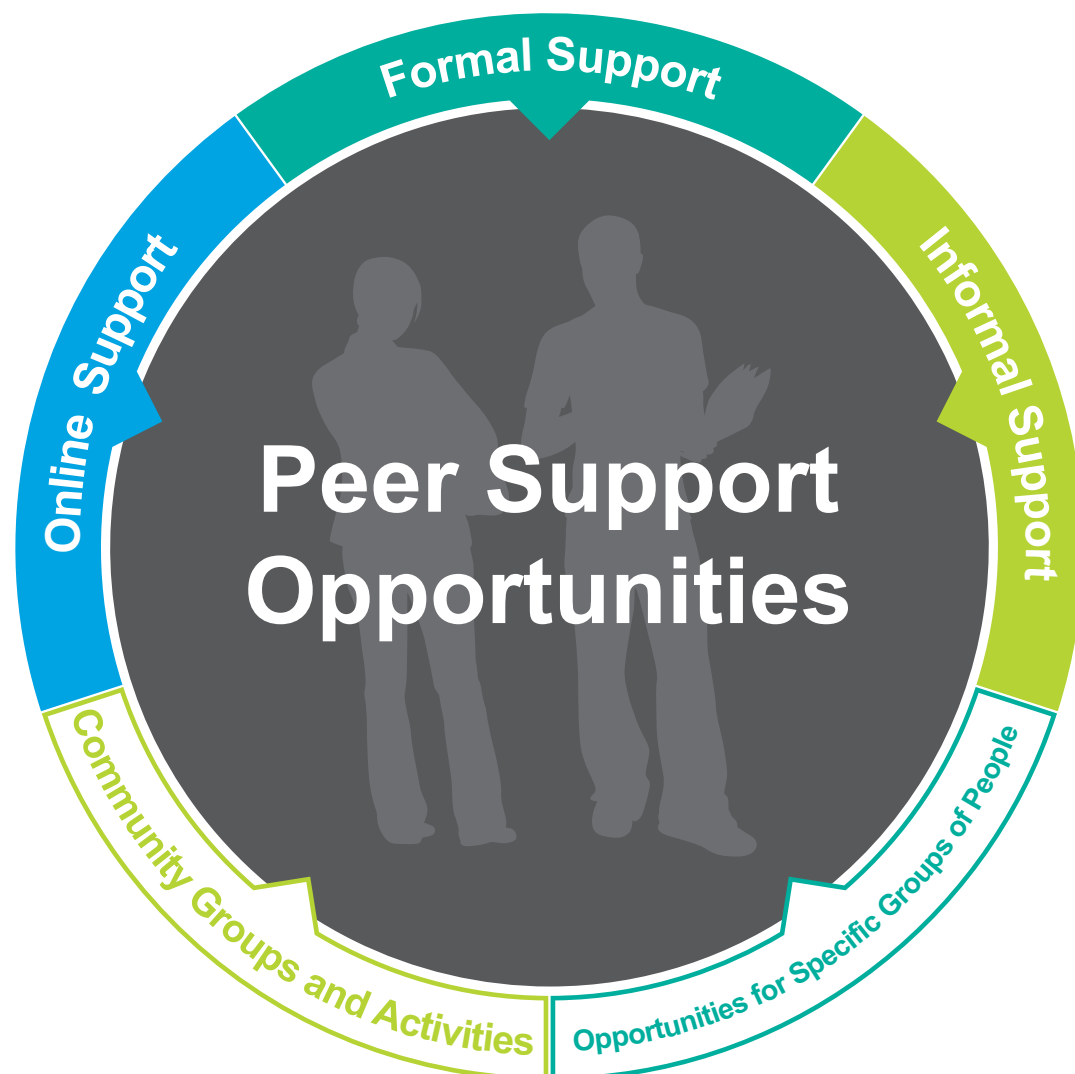 Formal Support
Informal Support
Opportunities for Specific Groups of People
Community Groups and Activities
Online Support
Peer Support
Opportunities